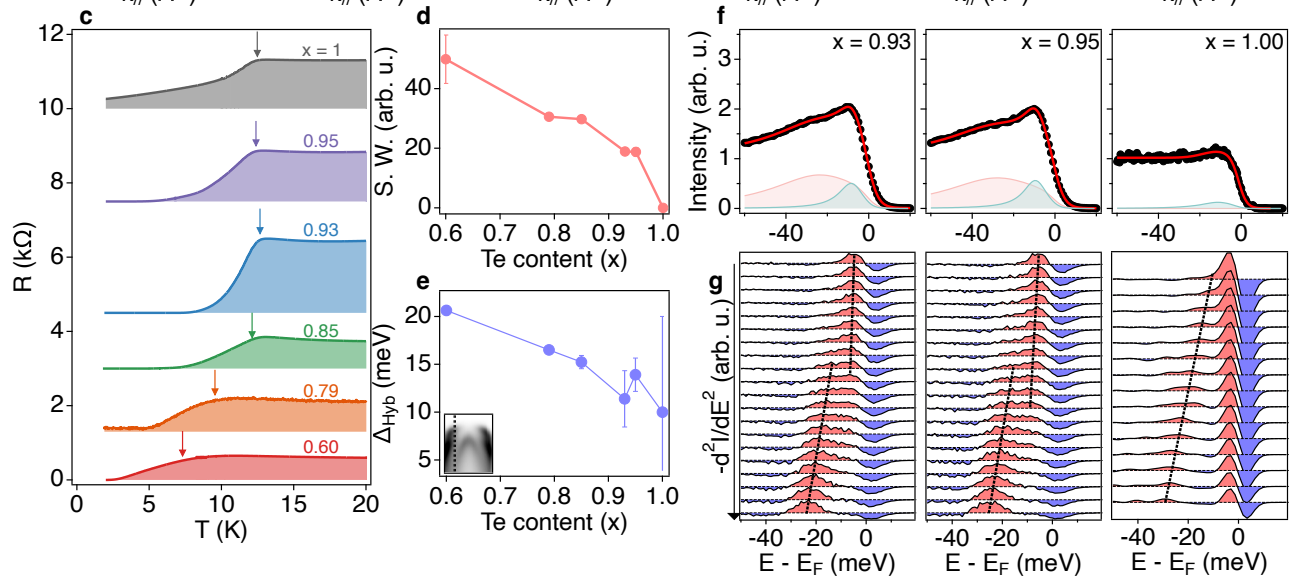 c
R (kΩ)
12
10
8
6
4
2
0
x = 1
0.95
0.93
0.85
0.79
0.60
0 5 10 15 20
T (K)
d
S. W. (arb. u.)
40
20
0
0.6 0.7 0.8 0.9 1.0
Te content (x)
e
Δ_Hyb (meV)
20
15
10
5
0.6 0.7 0.8 0.9 1.0
Te content (x)
f
Intensity (arb. u.)
3
2
1
0
x = 0.93
x = 0.95
x = 1.00
-40 0
-40 0
-40 0
g
-d²I/dE² (arb. u.)
-40 -20 0
-40 -20 0
-40 -20 0
E - E_F (meV)
E - E_F (meV)
E - E_F (meV)